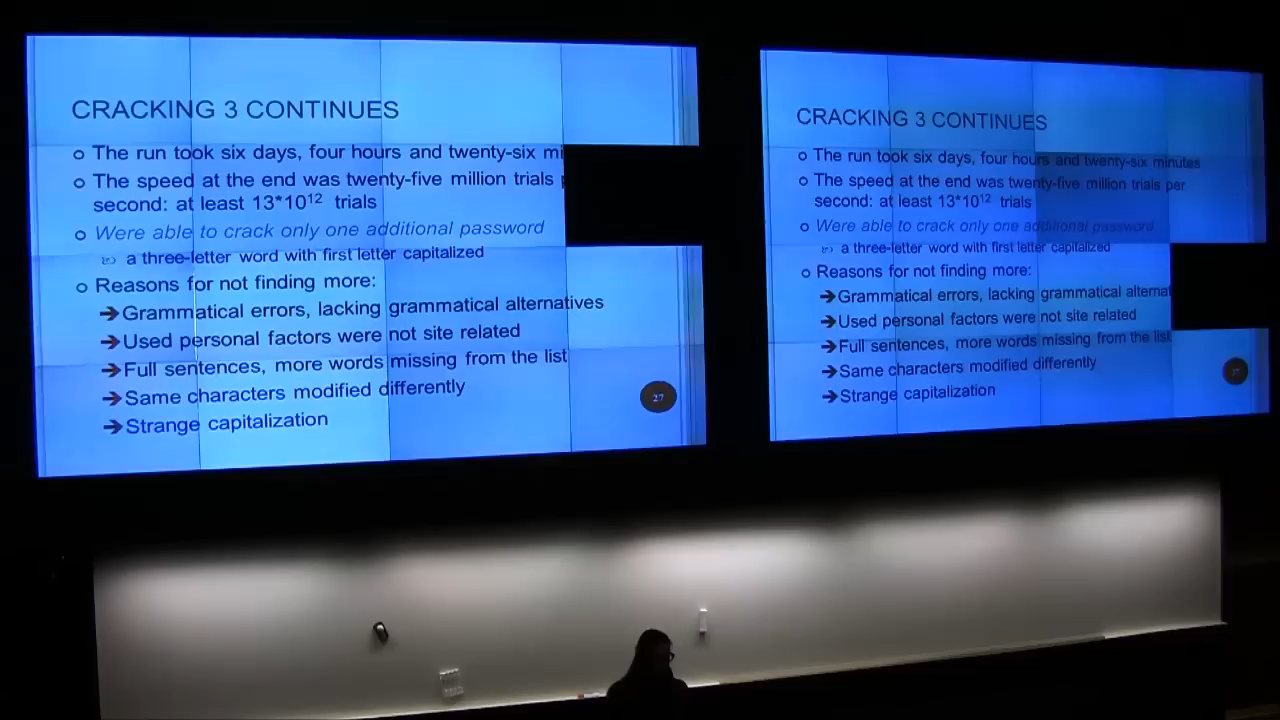 CRACKING 3 CONTINUES
The run took six days, four hours and twenty-six mi
The speed at the end was twenty-five million trials
second: at least 13*10¹² trials
Were able to crack only one additional password
a three-letter word with first letter capitalized
Reasons for not finding more:
Grammatical errors, lacking grammatical alternatives
Used personal factors were not site related
Full sentences, more words missing from the list
Same characters modified differently
Strange capitalization
27
CRACKING 3 CONTINUES
The run took six days, four hours and twenty-six minutes
The speed at the end was twenty-five million trials per
second: at least 13*10¹² trials
Were able to crack only one additional password
a three-letter word with first letter capitalized
Reasons for not finding more:
Grammatical errors, lacking grammatical alternat
Used personal factors were not site related
Full sentences, more words missing from the list
Same characters modified differently
Strange capitalization